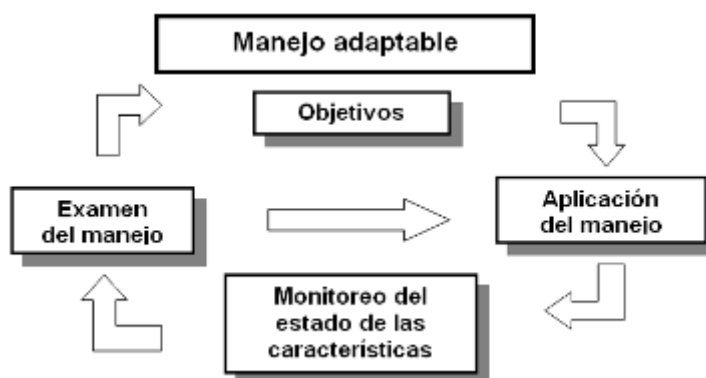 Manejo adaptable
Objetivos
Examen
del manejo
Aplicación
del manejo
Monitoreo del
estado de las
características